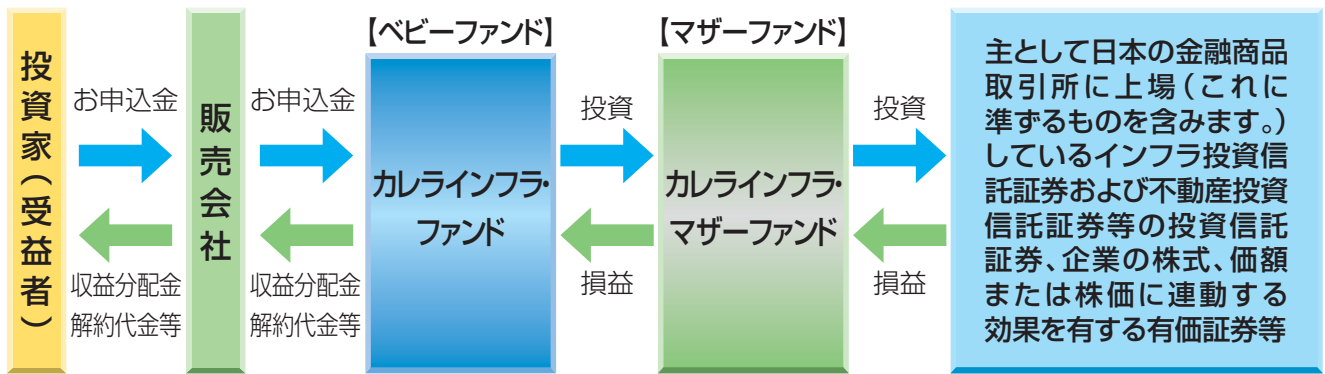 投資家（受益者）
お申込金
収益分配金
解約代金等
販売会社
お申込金
収益分配金
解約代金等
【ベビーファンド】
カレラインフラ・
ファンド
投資
損益
【マザーファンド】
カレラインフラ・
マザーファンド
投資
損益
主として日本の金融商品
取引所に上場（これに
準ずるものを含みます。）
しているインフラ投資信
託証券および不動産投資
信託証券等の投資信託
証券、企業の株式、価額
または株価に連動する
効果を有する有価証券等